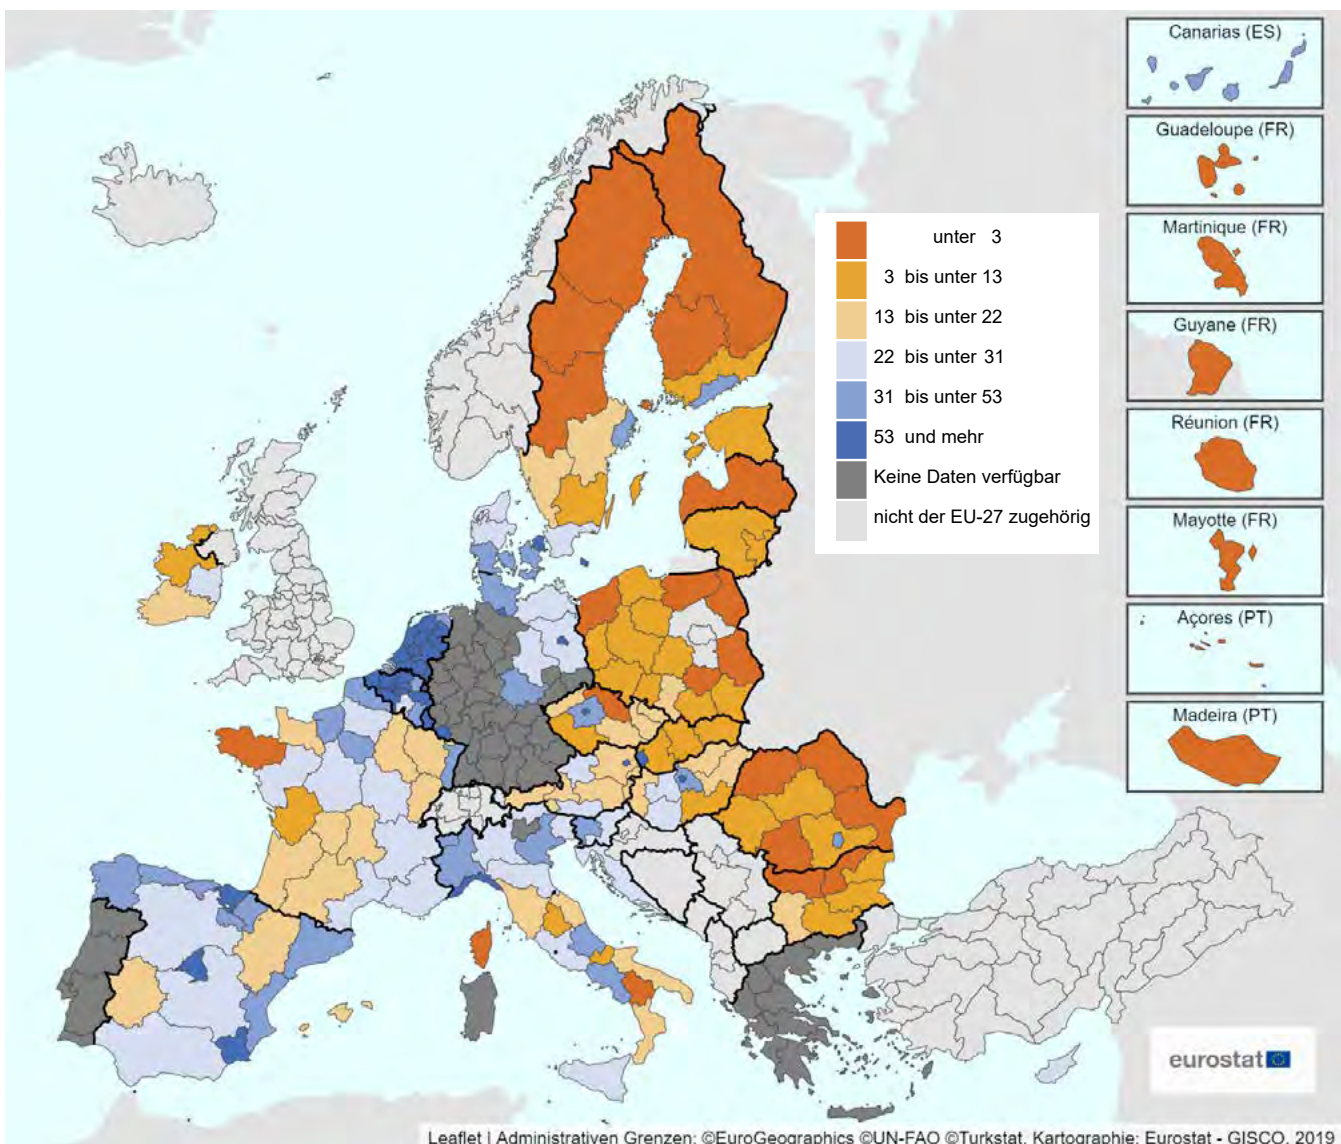 Canarias (ES)
Guadeloupe (FR)
Martinique (FR)
Guyane (FR)
Réunion (FR)
Mayotte (FR)
Açores (PT)
Madeira (PT)
unter 3
3 bis unter 13
13 bis unter 22
22 bis unter 31
31 bis unter 53
53 und mehr
Keine Daten verfügbar
nicht der EU-27 zugehörig
eurostat
Leaflet | Administrativen Grenzen: ©EuroGeographics ©UN-FAO ©Turkstat, Kartographie: Eurostat - GISCO, 2019